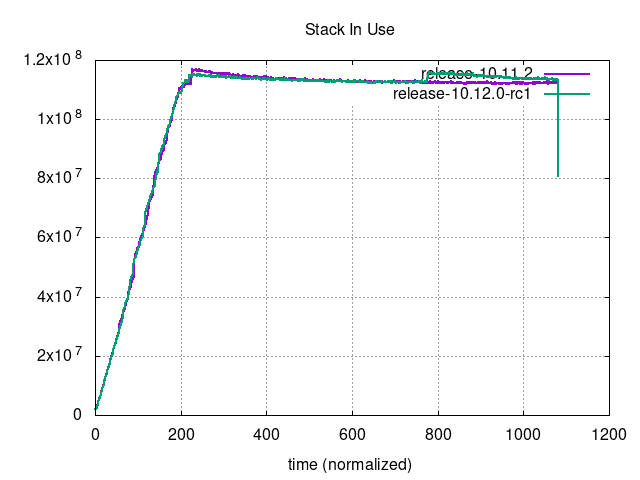 Stack In Use
1.2x10^8
1x10^8
8x10^7
6x10^7
4x10^7
2x10^7
0
release-10.11.2
release-10.12.0-rc1
0 200 400 600 800 1000 1200
time (normalized)